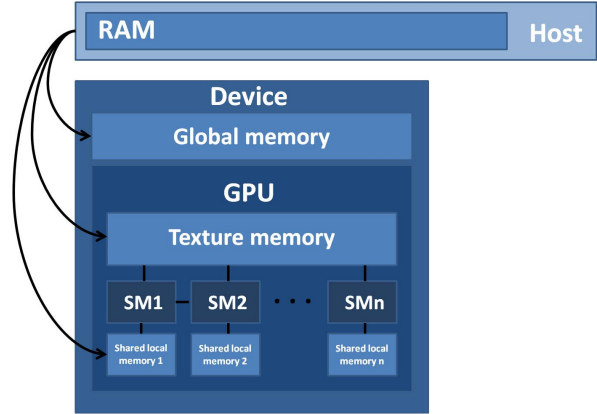 RAM
Host
Device
Global memory
GPU
Texture memory
SM1
SM2
. . .
SMn
Shared local
memory 1
Shared local
memory 2
Shared local
memory n